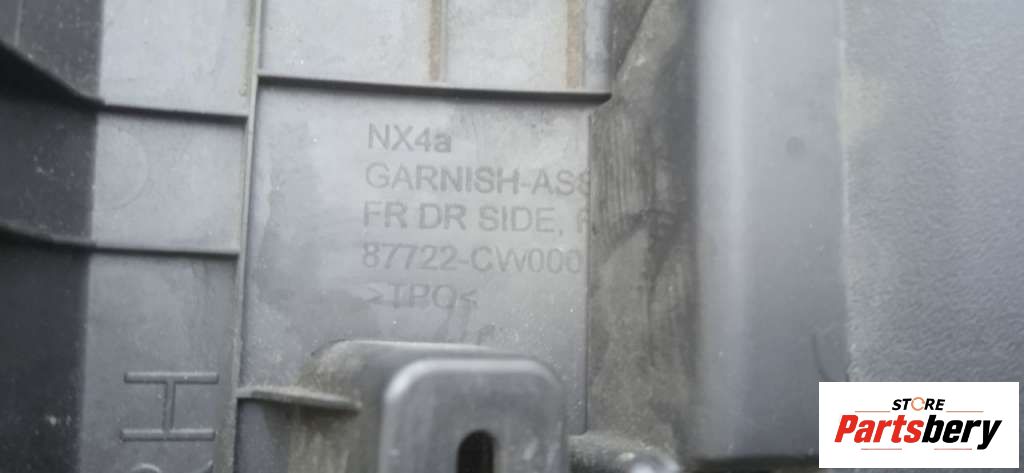 NX4a
GARNISH-ASS
FR DR SIDE,
87722-CW000
>TPO<
H
STORE
Partsbery